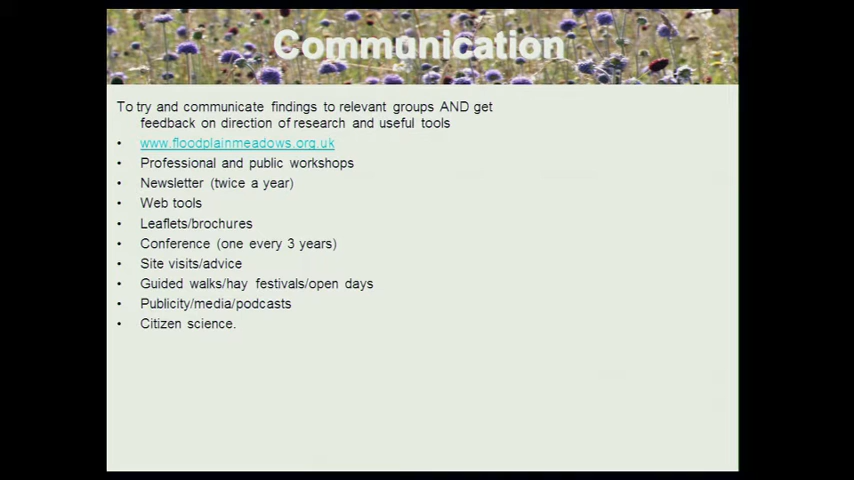 Communication
To try and communicate findings to relevant groups AND get
feedback on direction of research and useful tools
• www.floodplainmeadows.org.uk
• Professional and public workshops
• Newsletter (twice a year)
• Web tools
• Leaflets/brochures
• Conference (one every 3 years)
• Site visits/advice
• Guided walks/hay festivals/open days
• Publicity/media/podcasts
• Citizen science.